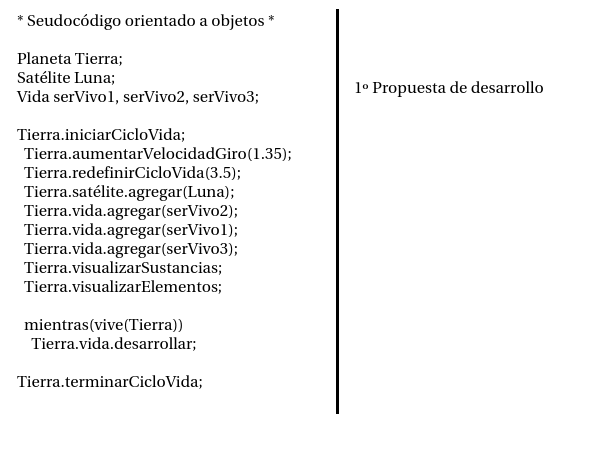 * Seudocódigo orientado a objetos *
Planeta Tierra;
Satélite Luna;
Vida serVivo1, serVivo2, serVivo3;
Tierra.iniciarCicloVida;
Tierra.aumentarVelocidadGiro(1.35);
Tierra.redefinirCicloVida(3.5);
Tierra.satélite.agregar(Luna);
Tierra.vida.agregar(serVivo2);
Tierra.vida.agregar(serVivo1);
Tierra.vida.agregar(serVivo3);
Tierra.visualizarSustancias;
Tierra.visualizarElementos;
mientras(vive(Tierra))
Tierra.vida.desarrollar;
Tierra.terminarCicloVida;
1º Propuesta de desarrollo